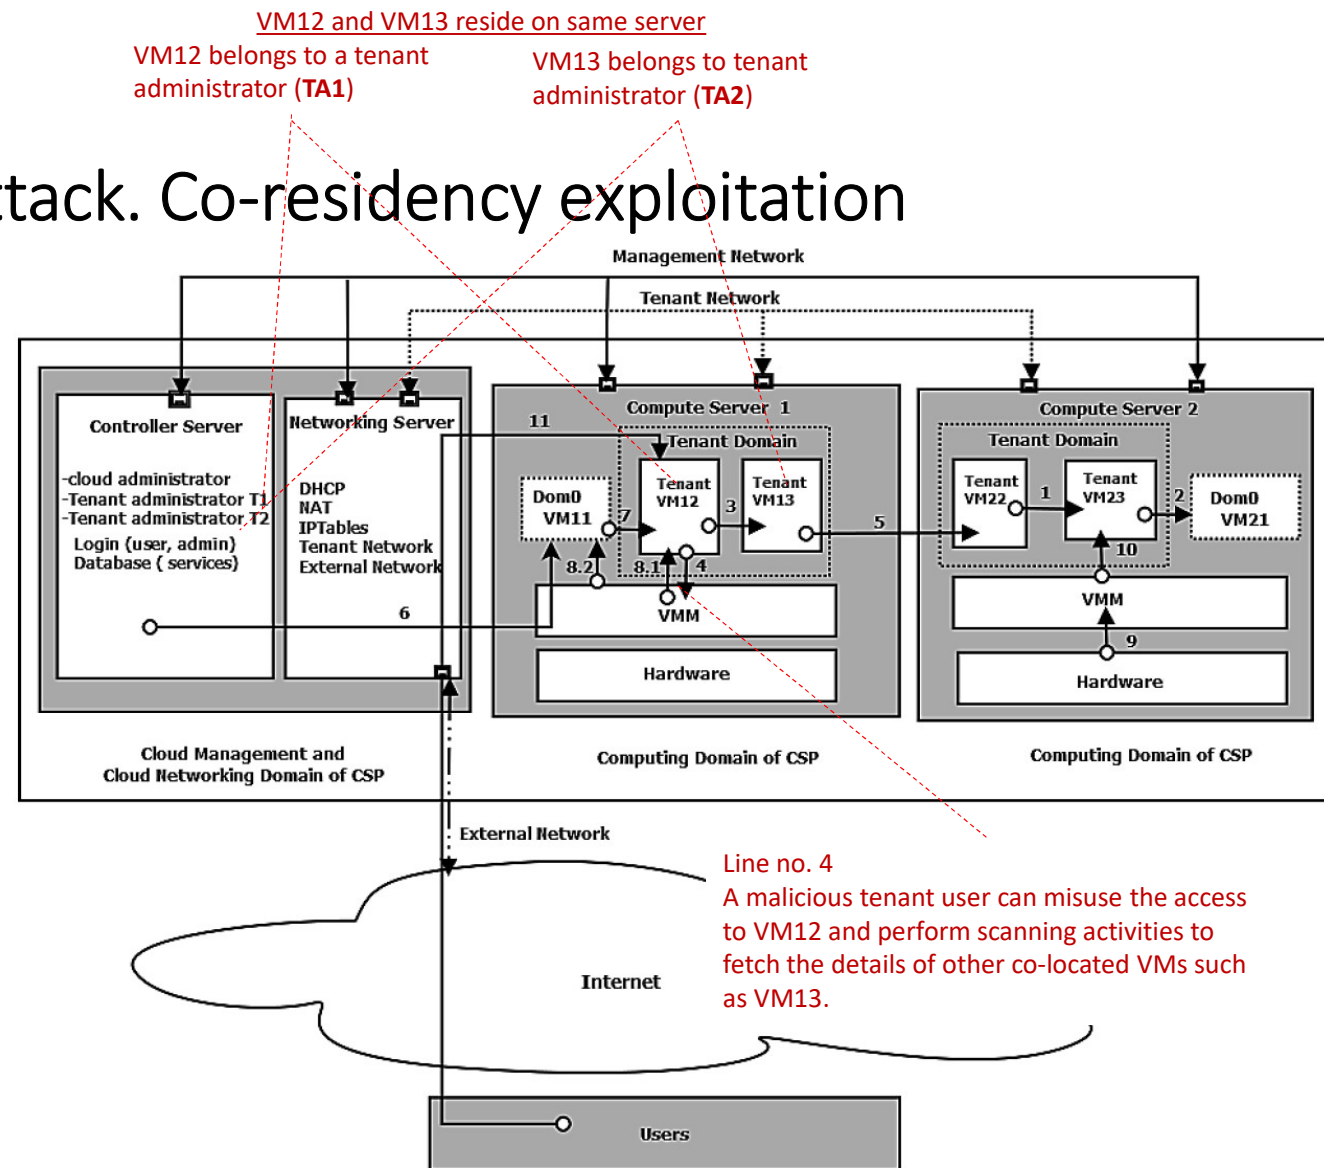 VM12 and VM13 reside on same server
VM12 belongs to a tenant
administrator (TA1)
VM13 belongs to tenant
administrator (TA2)
ttack. Co-residency exploitation
Management Network
Tenant Network
Controller Server
-cloud administrator
-Tenant administrator T1
-Tenant administrator T2
Login (user, admin)
Database ( services)
Networking Server
DHCP
NAT
IPTables
Tenant Network
External Network
6
11
Compute Server 1
Tenant Domain
Dom0
VM11
7
Tenant
VM12
3
Tenant
VM13
5
8.2
8.1
4
VMM
Hardware
Compute Server 2
Tenant Domain
Tenant
VM22
1
Tenant
VM23
2
Dom0
VM21
10
VMM
9
Hardware
Cloud Management and
Cloud Networking Domain of CSP
Computing Domain of CSP
Computing Domain of CSP
External Network
Line no. 4
A malicious tenant user can misuse the access
to VM12 and perform scanning activities to
fetch the details of other co-located VMs such
as VM13.
Internet
Users